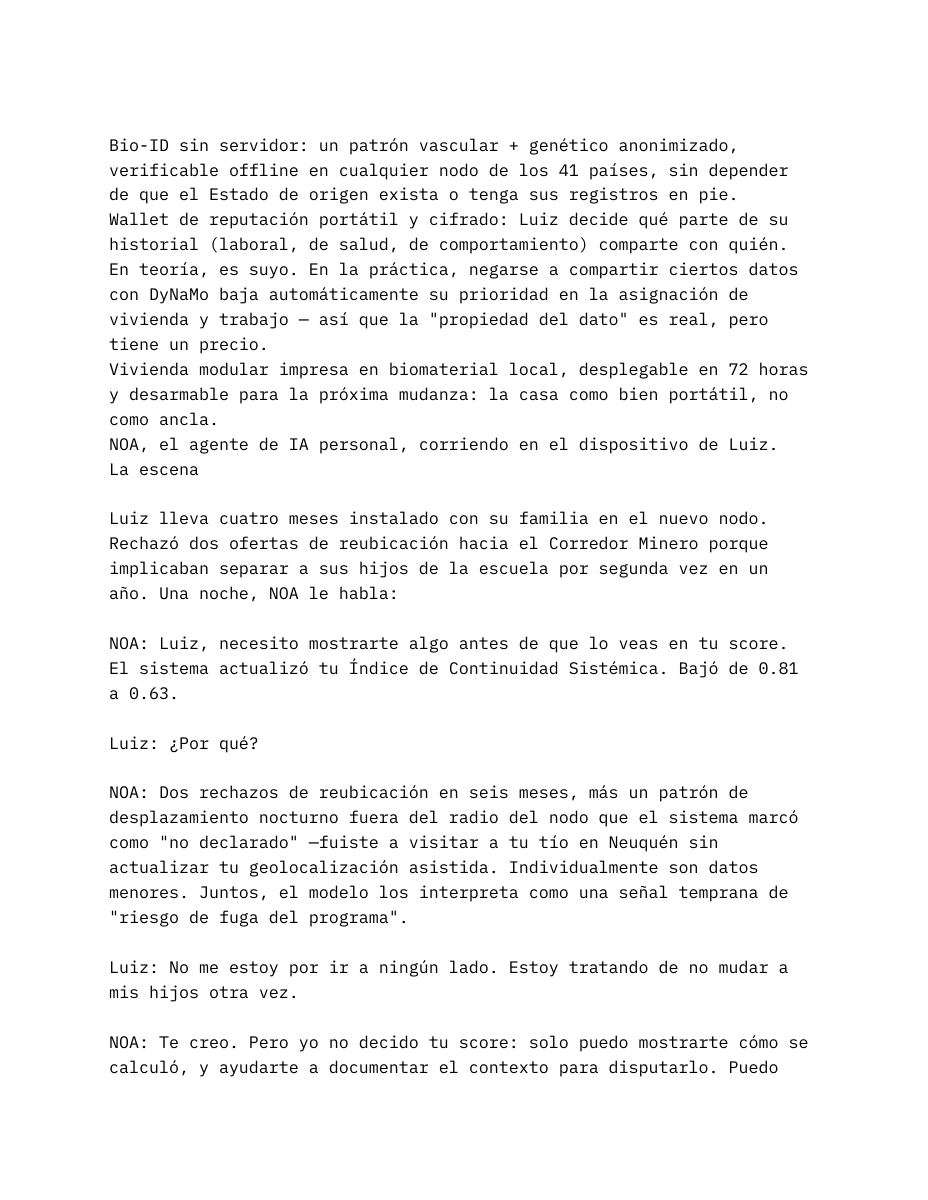 Bio-ID sin servidor: un patrón vascular + genético anonimizado,
verificable offline en cualquier nodo de los 41 países, sin depender
de que el Estado de origen exista o tenga sus registros en pie.
Wallet de reputación portátil y cifrado: Luiz decide qué parte de su
historial (laboral, de salud, de comportamiento) comparte con quién.
En teoría, es suyo. En la práctica, negarse a compartir ciertos datos
con DyNaMo baja automáticamente su prioridad en la asignación de
vivienda y trabajo — así que la "propiedad del dato" es real, pero
tiene un precio.
Vivienda modular impresa en biomaterial local, desplegable en 72 horas
y desarmable para la próxima mudanza: la casa como bien portátil, no
como ancla.
NOA, el agente de IA personal, corriendo en el dispositivo de Luiz.
La escena

Luiz lleva cuatro meses instalado con su familia en el nuevo nodo.
Rechazó dos ofertas de reubicación hacia el Corredor Minero porque
implicaban separar a sus hijos de la escuela por segunda vez en un
año. Una noche, NOA le habla:

NOA: Luiz, necesito mostrarte algo antes de que lo veas en tu score.
El sistema actualizó tu Índice de Continuidad Sistémica. Bajó de 0.81
a 0.63.

Luiz: ¿Por qué?

NOA: Dos rechazos de reubicación en seis meses, más un patrón de
desplazamiento nocturno fuera del radio del nodo que el sistema marcó
como "no declarado" —fuiste a visitar a tu tío en Neuquén sin
actualizar tu geolocalización asistida. Individualmente son datos
menores. Juntos, el modelo los interpreta como una señal temprana de
"riesgo de fuga del programa".

Luiz: No me estoy por ir a ningún lado. Estoy tratando de no mudar a
mis hijos otra vez.

NOA: Te creo. Pero yo no decido tu score: solo puedo mostrarte cómo se
calculó, y ayudarte a documentar el contexto para disputarlo. Puedo